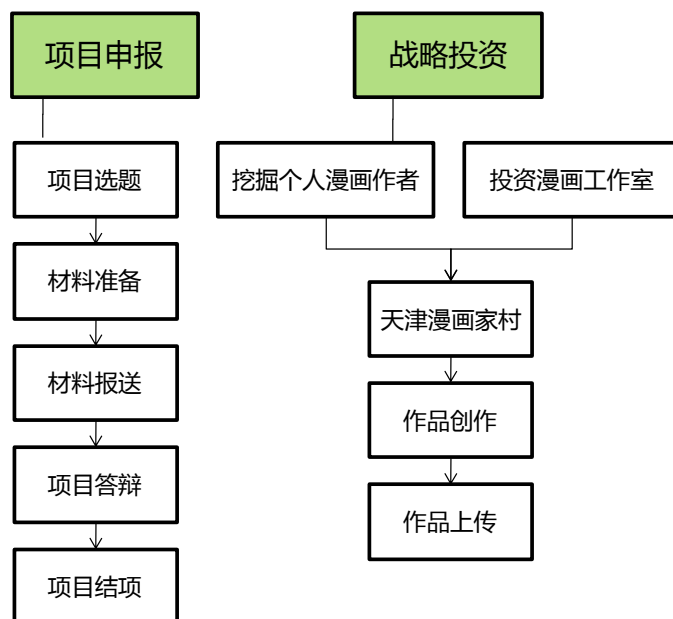 项目申报
战略投资
项目选题
挖掘个人漫画作者
投资漫画工作室
材料准备
天津漫画家村
材料报送
作品创作
项目答辩
作品上传
项目结项